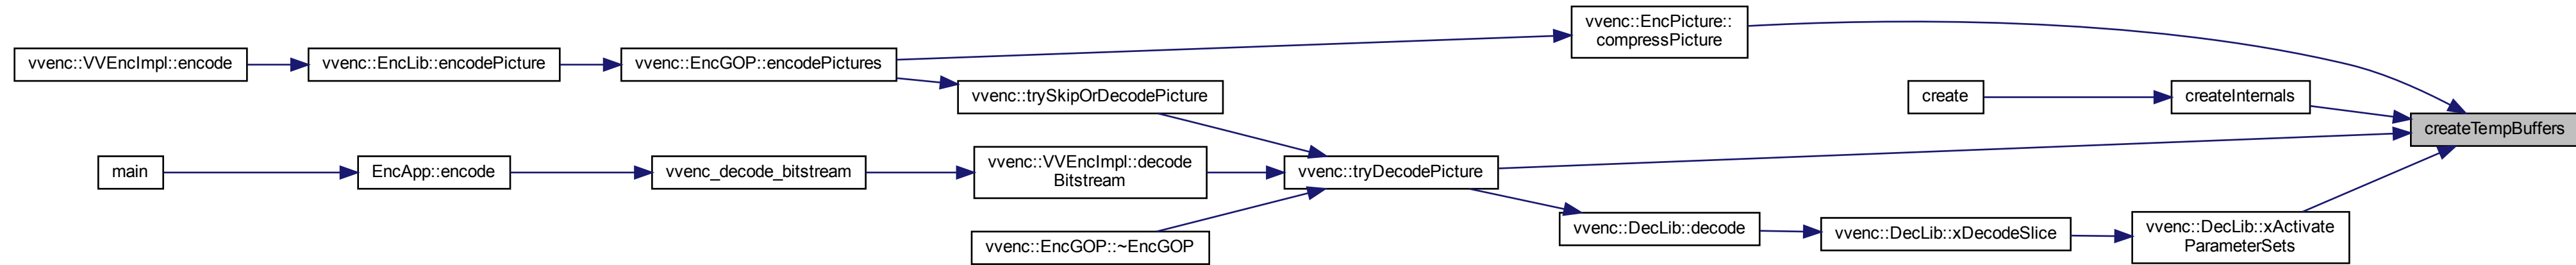 vvenc::VVEncImpl::encode
vvenc::EncLib::encodePicture
vvenc::EncGOP::encodePictures
vvenc::EncPicture::
compressPicture
vvenc::trySkipOrDecodePicture
create
createInternals
createTempBuffers
main
EncApp::encode
vvenc_decode_bitstream
vvenc::VVEncImpl::decode
Bitstream
vvenc::tryDecodePicture
vvenc::EncGOP::~EncGOP
vvenc::DecLib::decode
vvenc::DecLib::xDecodeSlice
vvenc::DecLib::xActivate
ParameterSets